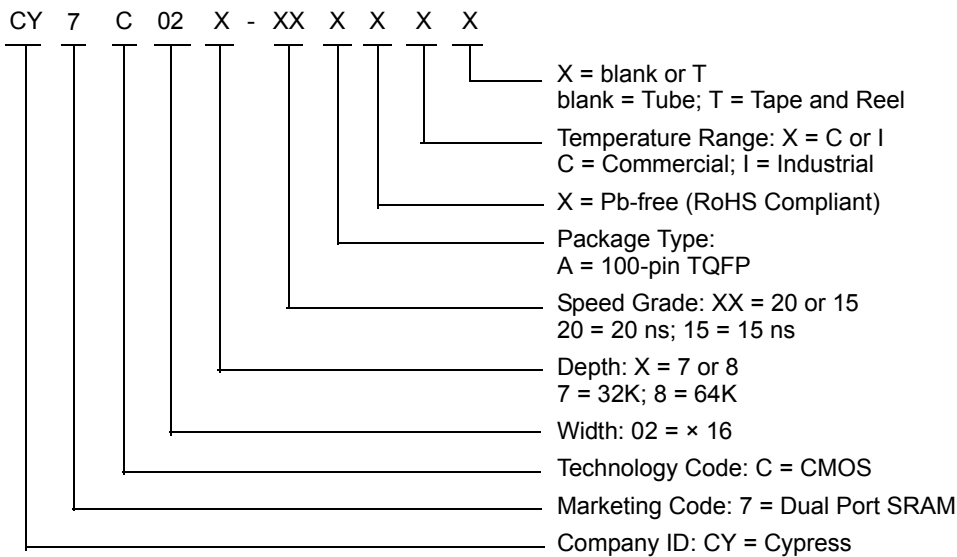 CY 7 C 02 X - XX X X X X
X = blank or T
blank = Tube; T = Tape and Reel
Temperature Range: X = C or I
C = Commercial; I = Industrial
X = Pb-free (RoHS Compliant)
Package Type:
A = 100-pin TQFP
Speed Grade: XX = 20 or 15
20 = 20 ns; 15 = 15 ns
Depth: X = 7 or 8
7 = 32K; 8 = 64K
Width: 02 = × 16
Technology Code: C = CMOS
Marketing Code: 7 = Dual Port SRAM
Company ID: CY = Cypress